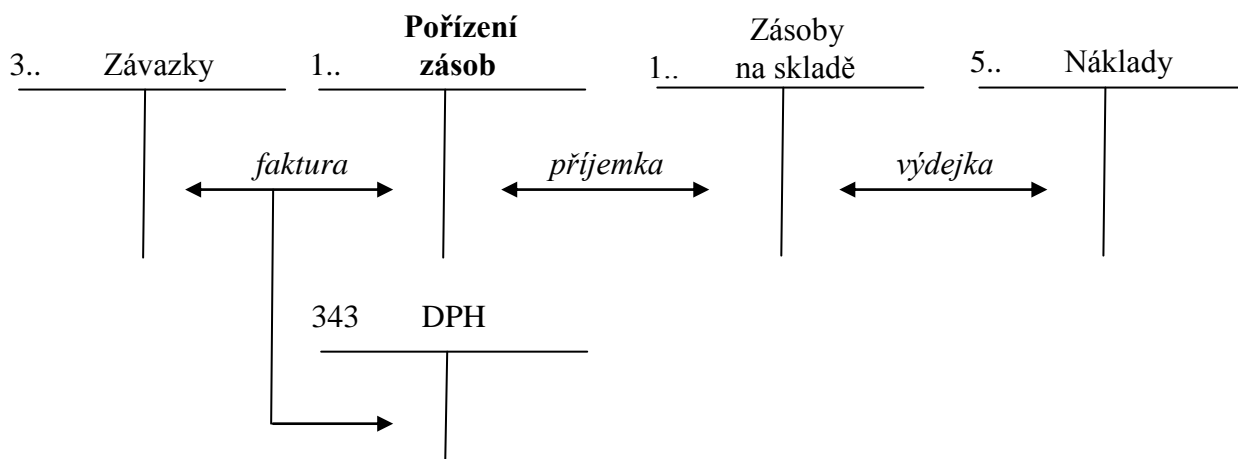 3.. Závazky
1.. Pořízení
zásob
1.. Zásoby
na skladě
5.. Náklady
faktura
příjemka
výdejka
343 DPH